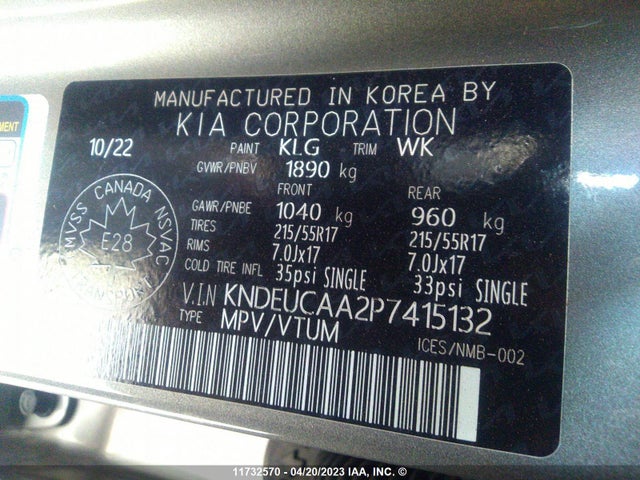 MANUFACTURED IN KOREA BY
KIA CORPORATION
10/22 PAINT KLG TRIM WK
GVWR/PNBV 1890 kg
FRONT REAR
GAWR/PNBE 1040 kg 960 kg
TIRES 215/55R17 215/55R17
RIMS 7.0Jx17 7.0Jx17
COLD TIRE INFL 35psi SINGLE 33psi SINGLE
V.I.N KNDEUCAA2P7415132
TYPE MPV/VTUM
ICES/NMB-002
CANADA
MVSS NSVAC
E28
MENT
11732570 - 04/20/2023 IAA, INC. ©